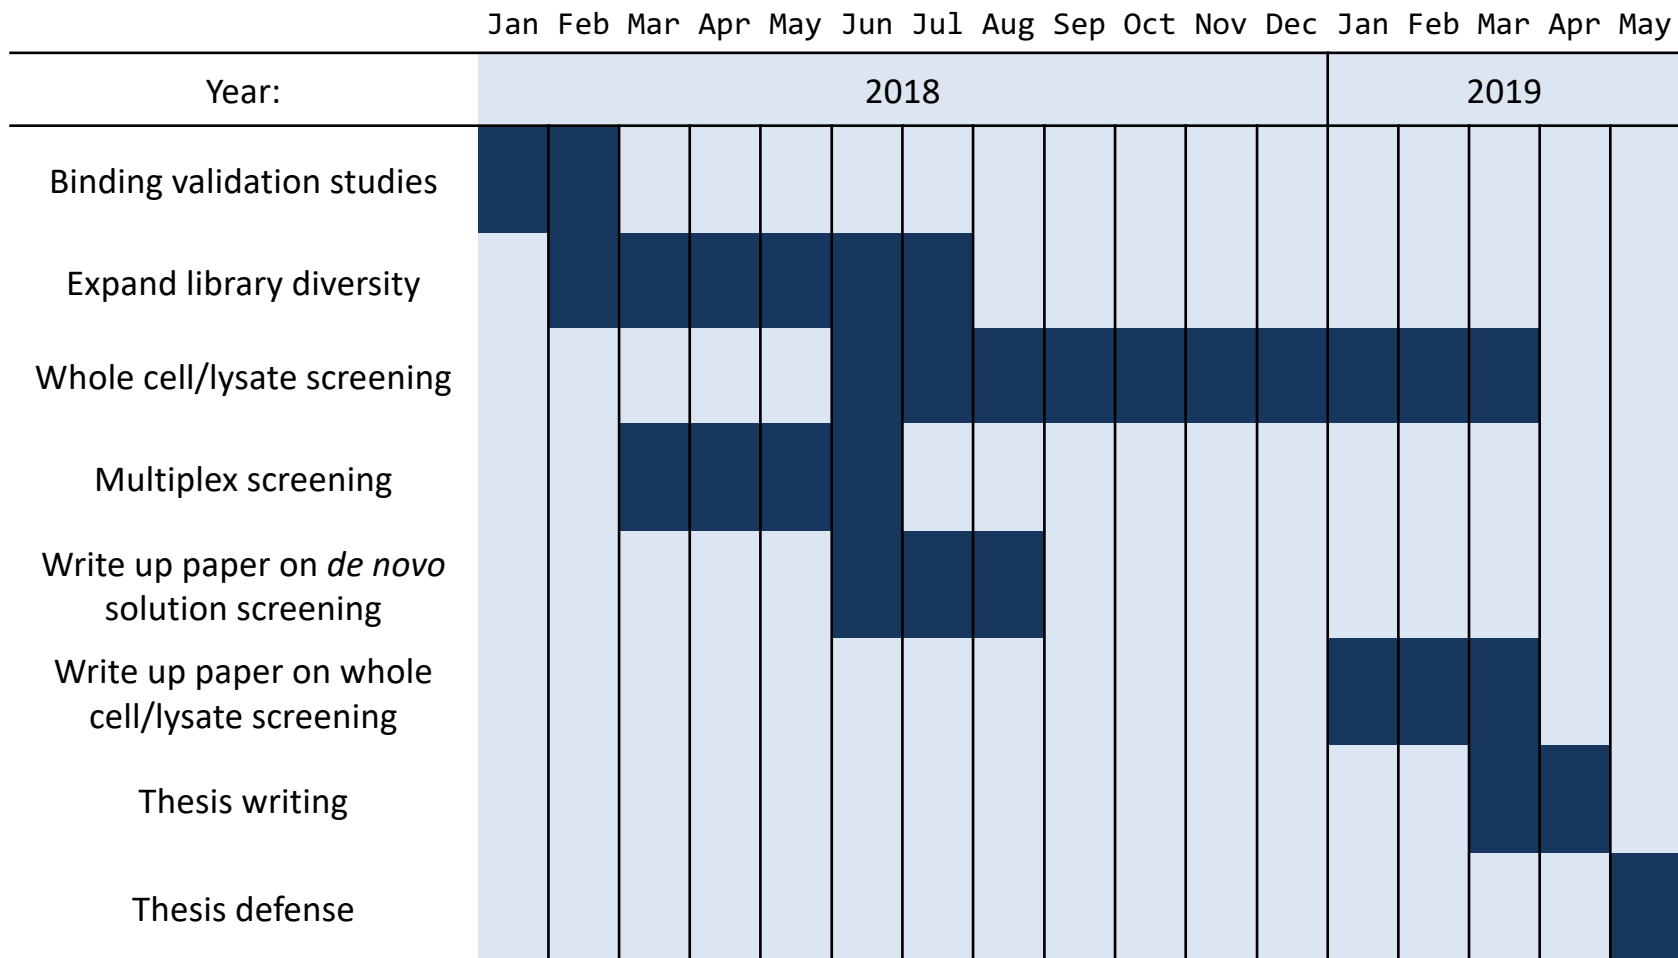 Jan Feb Mar Apr May Jun Jul Aug Sep Oct Nov Dec Jan Feb Mar Apr May
Year: 2018 2019
Binding validation studies
Expand library diversity
Whole cell/lysate screening
Multiplex screening
Write up paper on de novo
solution screening
Write up paper on whole
cell/lysate screening
Thesis writing
Thesis defense